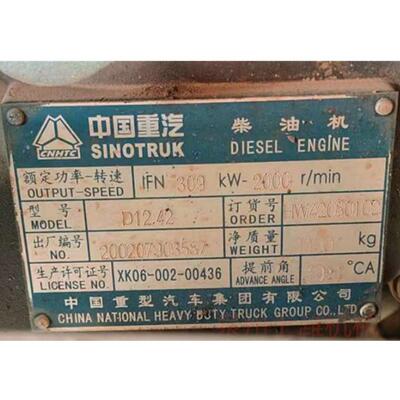 中国重汽 柴油机
CNHTC SINOTRUK DIESEL ENGINE
额定功率-转速 IFN 309 kW-2000 r/min
OUTPUT-SPEED
型号 D12.42 订货号
MODEL ORDER
出厂编号 净质量 kg
NO. WEIGHT
生产许可证号 XK06-002-00436 提前角 °CA
LICENSE NO. ADVANCE ANGLE
中国重型汽车集团有限公司
CHINA NATIONAL HEAVY DUTY TRUCK GROUP CO.,LTD